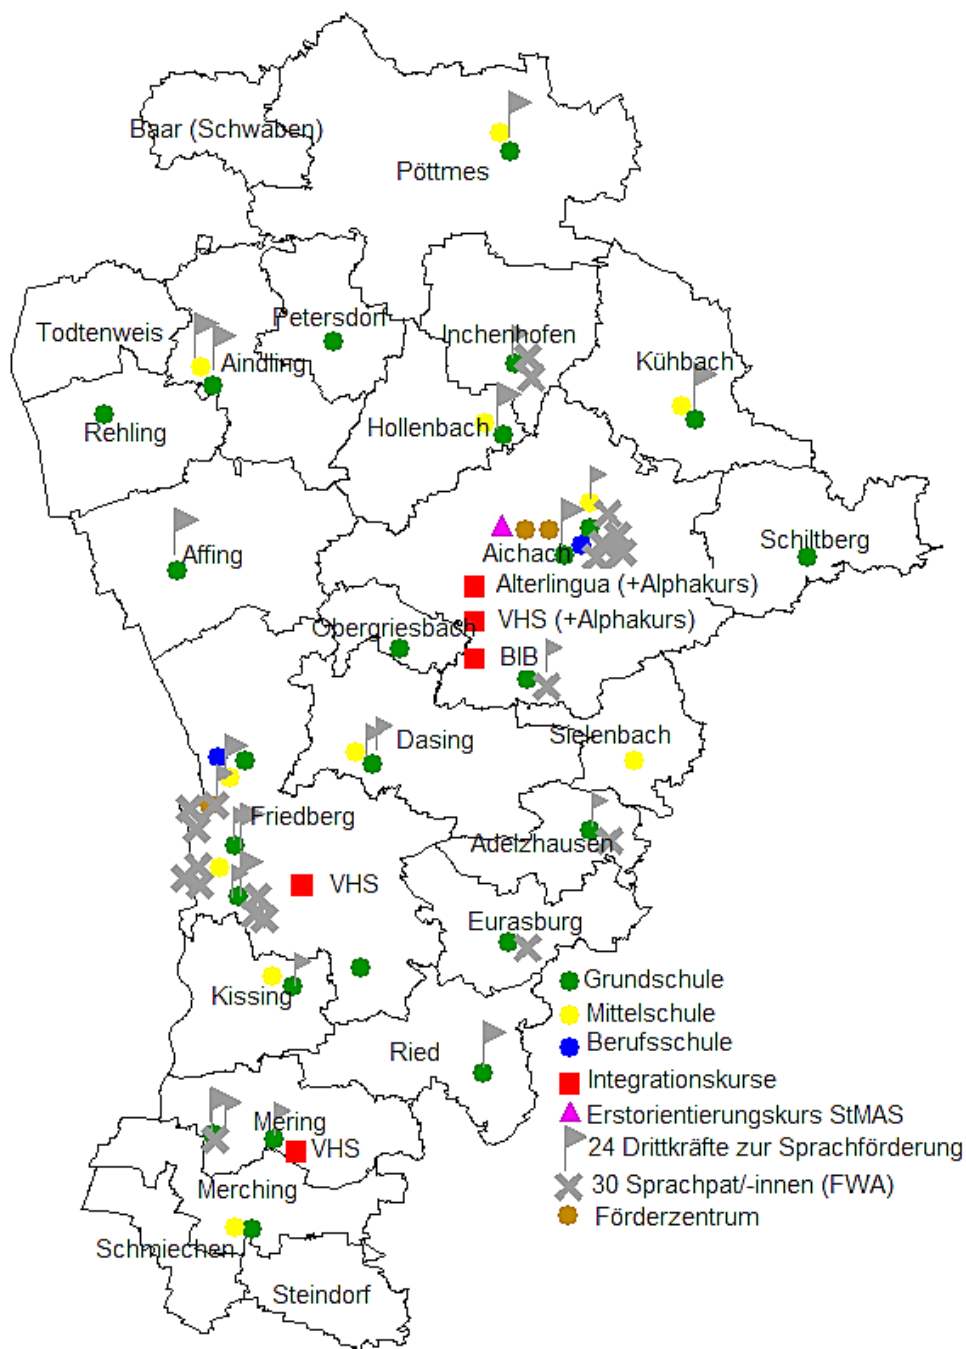 Baar (Schwaben)
Pöttmes
Petersdorf
Todtenweis
Inchenhofen
Aindling
Kühbach
Hollenbach
Rehling
Schiltberg
Affing
Aichach
Alterlingua (+Alphakurs)
VHS (+Alphakurs)
Obergriesbach
BIB
Dasing
Sielenbach
Friedberg
Adelzhausen
VHS
Eurasburg
Kissing
Ried
Mering
VHS
Merching
Schmiechen
Steindorf
Grundschule
Mittelschule
Berufsschule
Integrationskurse
Erstorientierungskurs StMAS
24 Drittkräfte zur Sprachförderung
30 Sprachpat/-innen (FWA)
Förderzentrum